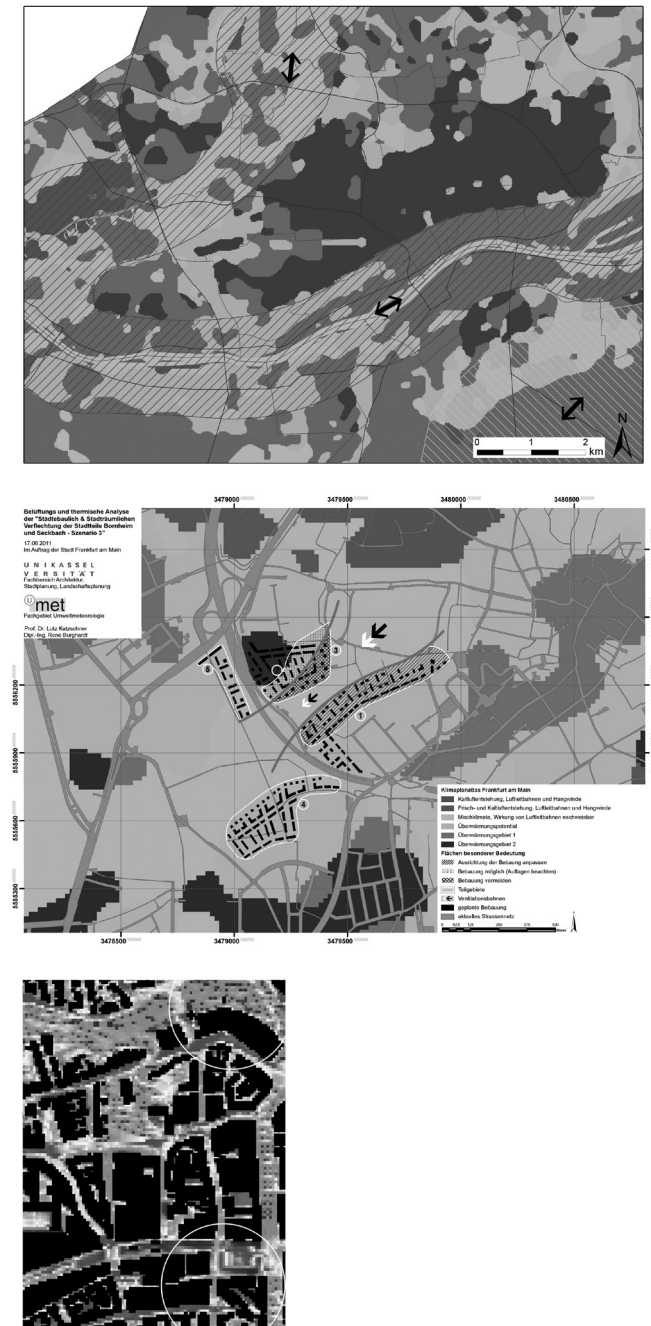 N
0 1 2
km
3479000 3479500 3480000 3480500
Belüftungs und thermische Analyse
der "Städtebaulich & Stadträumlichen
Verflechtung der Stadtteile Bornheim
und Seckbach - Szenario 3"
17.06.2011
Im Auftrag der Stadt Frankfurt am Main
UNIKASSEL
VERSITÄT
Fachbereich Architektur,
Stadtplanung, Landschaftsplanung
U met
Fachgebiet Umweltmeteorologie
Prof. Dr. Lutz Katzschner
Dipl.-Ing. René Burghardt
5556200
5555900
5555600
5555300
5
3
1
4
Klimaplanatlas Frankfurt am Main
Kaltluftentstehung, Luftleitbahnen und Hangwinde
Frisch- und Kaltluftentstehung, Luftleitbahnen und Hangwinde
Mischklimate, Wirkung von Luftleitbahnen nachweisbar
Überwärmungspotential
Überwärmungsgebiet 1
Überwärmungsgebiet 2
Flächen besonderer Bedeutung
Ausrichtung der Bebauung anpassen
Bebauung möglich (Auflagen beachten)
Bebauung vermeiden
Teilgebiete
Ventilationsbahnen
geplante Bebauung
aktuelles Strassennetz
3478500 3479000 3479500